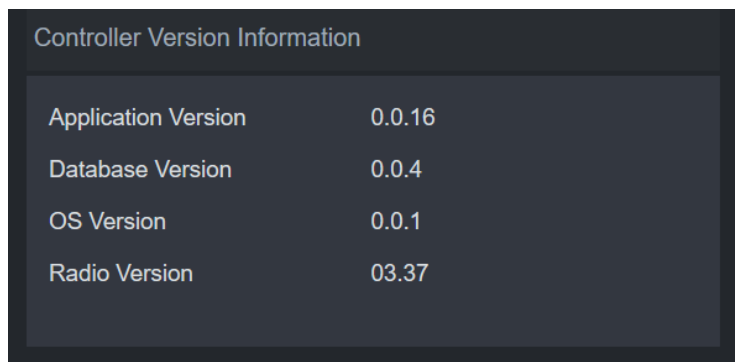 Controller Version Information
Application Version 0.0.16
Database Version 0.0.4
OS Version 0.0.1
Radio Version 03.37